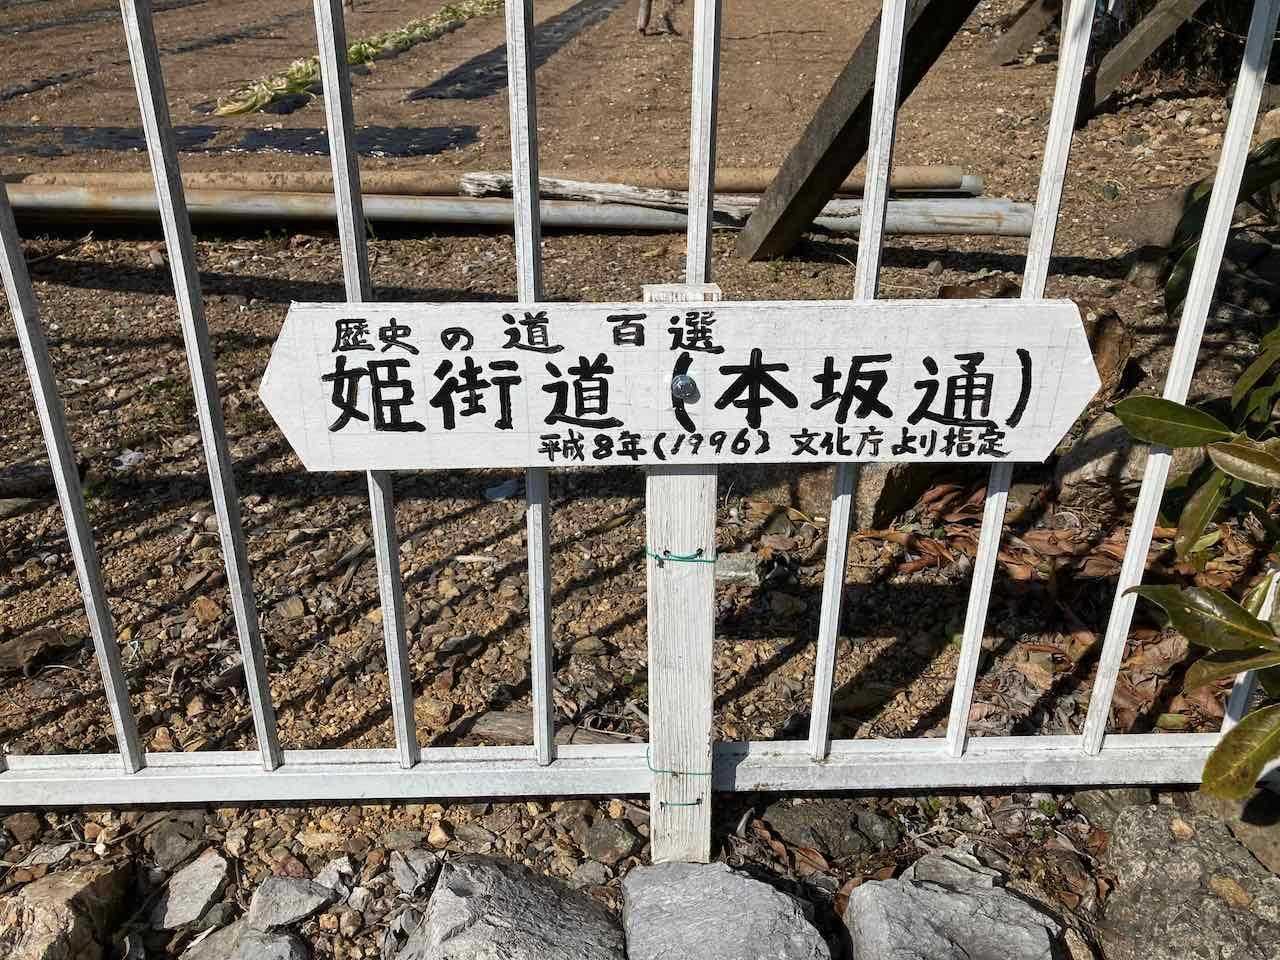 歴史の道 百選
姫街道(本坂通)
平成8年(1996) 文化庁より指定